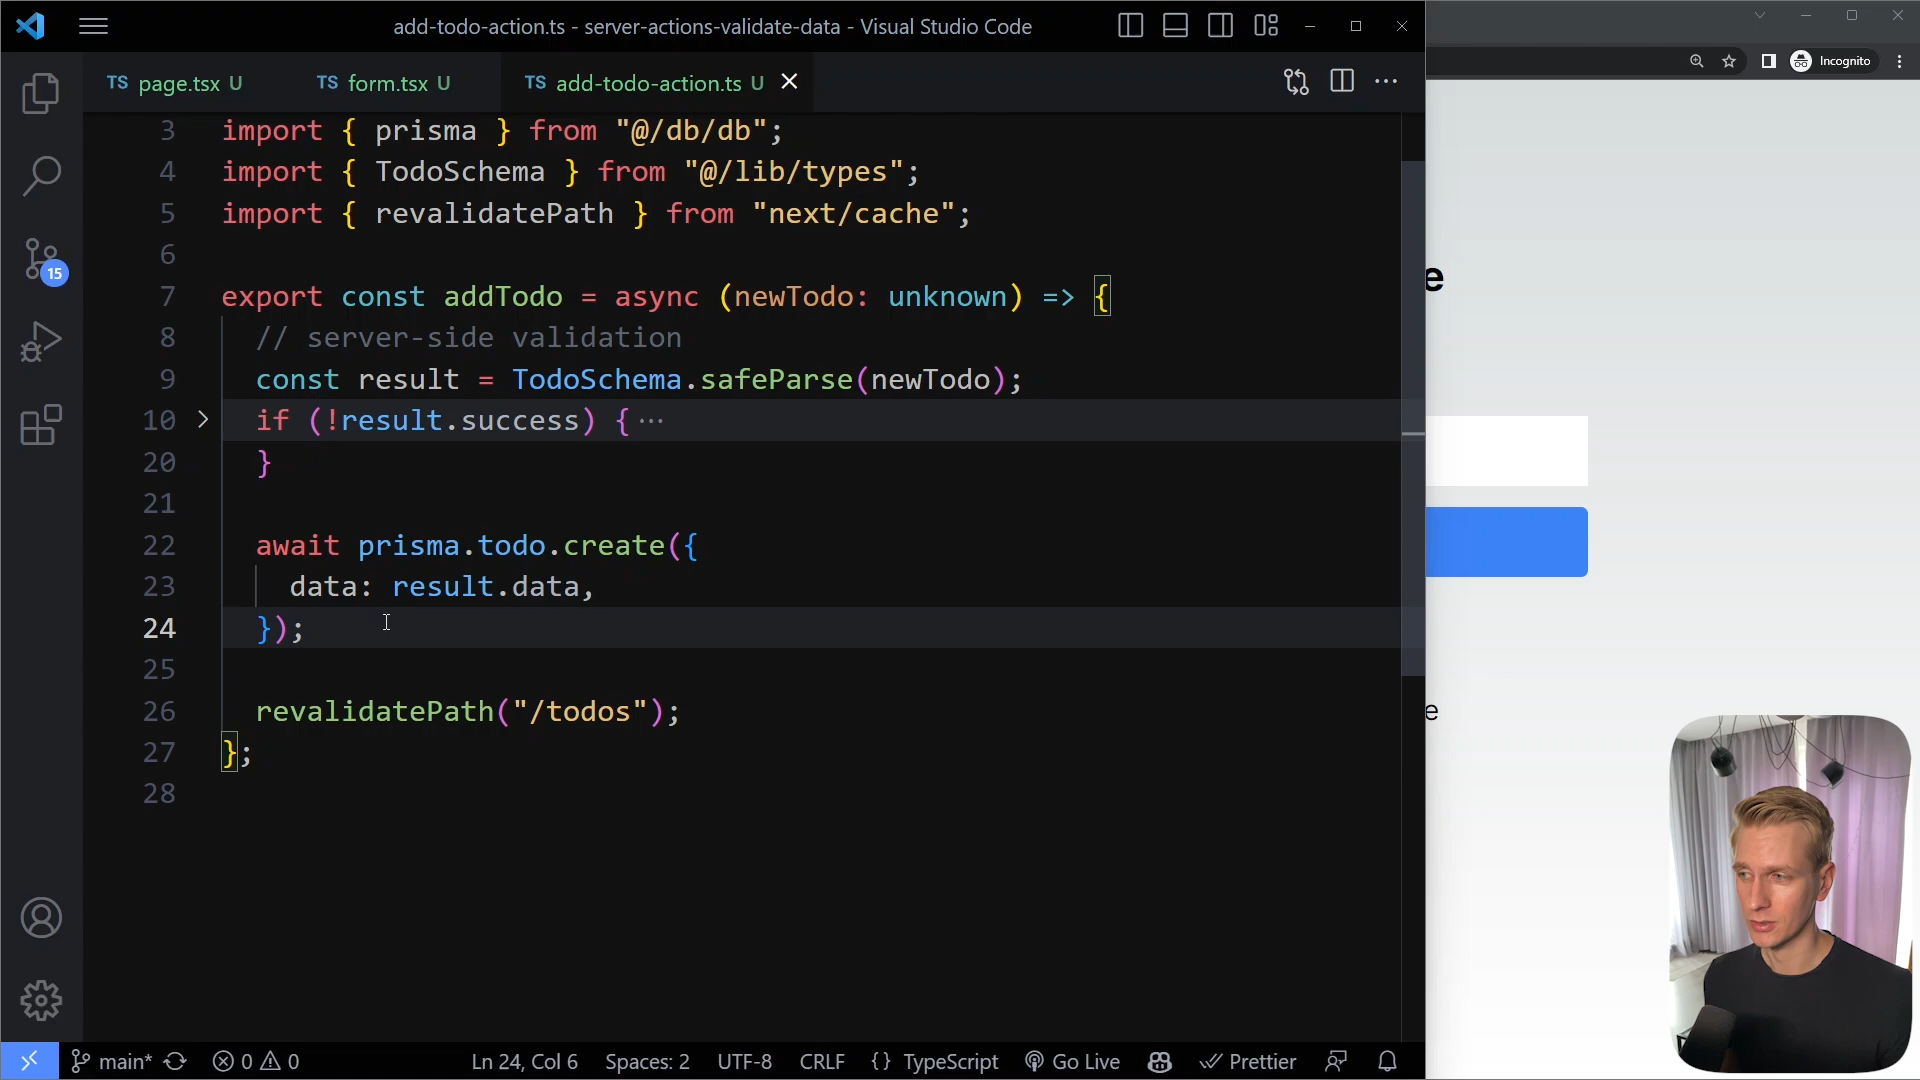 add-todo-action.ts - server-actions-validate-data - Visual Studio Code
Incognito
TS page.tsx U
TS form.tsx U
TS add-todo-action.ts U
3 import { prisma } from "@/db/db";
4 import { TodoSchema } from "@/lib/types";
5 import { revalidatePath } from "next/cache";
6
7 export const addTodo = async (newTodo: unknown) => {
8 // server-side validation
9 const result = TodoSchema.safeParse(newTodo);
10 if (!result.success) { ···
20 }
21
22 await prisma.todo.create({
23 data: result.data,
24 });
25
26 revalidatePath("/todos");
27 };
28
15
e
e
main* 0 0 Ln 24, Col 6 Spaces: 2 UTF-8 CRLF {} TypeScript Go Live Prettier